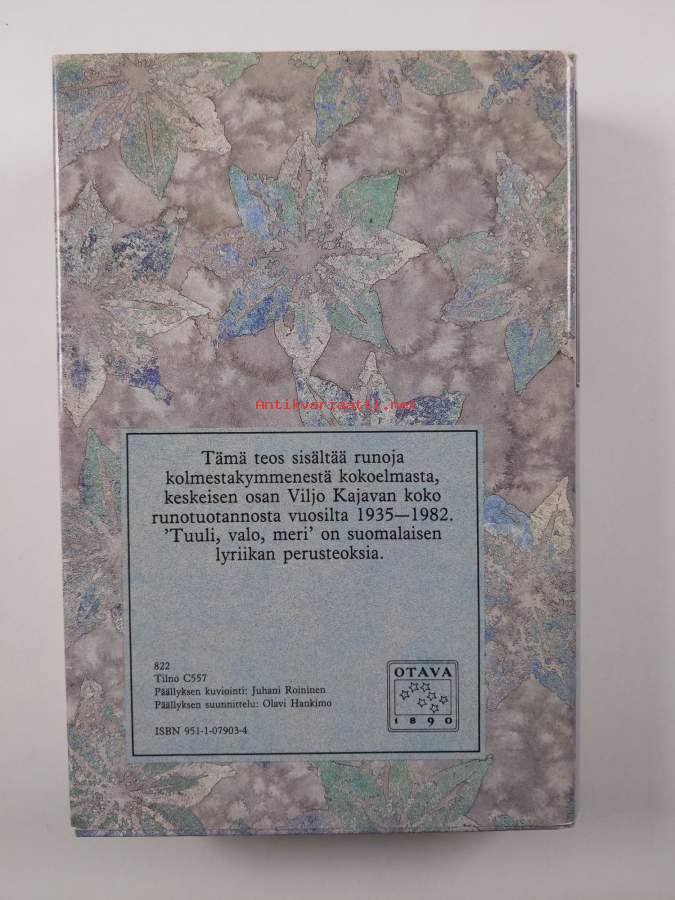 Antikvariaatti.net
Tämä teos sisältää runoja
kolmestakymmenestä kokoelmasta,
keskeisen osan Viljo Kajavan koko
runotuotannosta vuosilta 1935—1982.
'Tuuli, valo, meri' on suomalaisen
lyriikan perusteoksia.
822
Tilno C557
Päällyksen kuviointi: Juhani Roininen
Päällyksen suunnittelu: Olavi Hankimo
ISBN 951-1-07903-4
OTAVA
1890